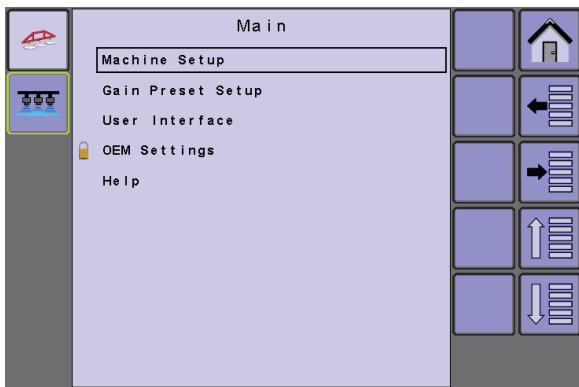 Main
Machine Setup
Gain Preset Setup
User Interface
OEM Settings
Help